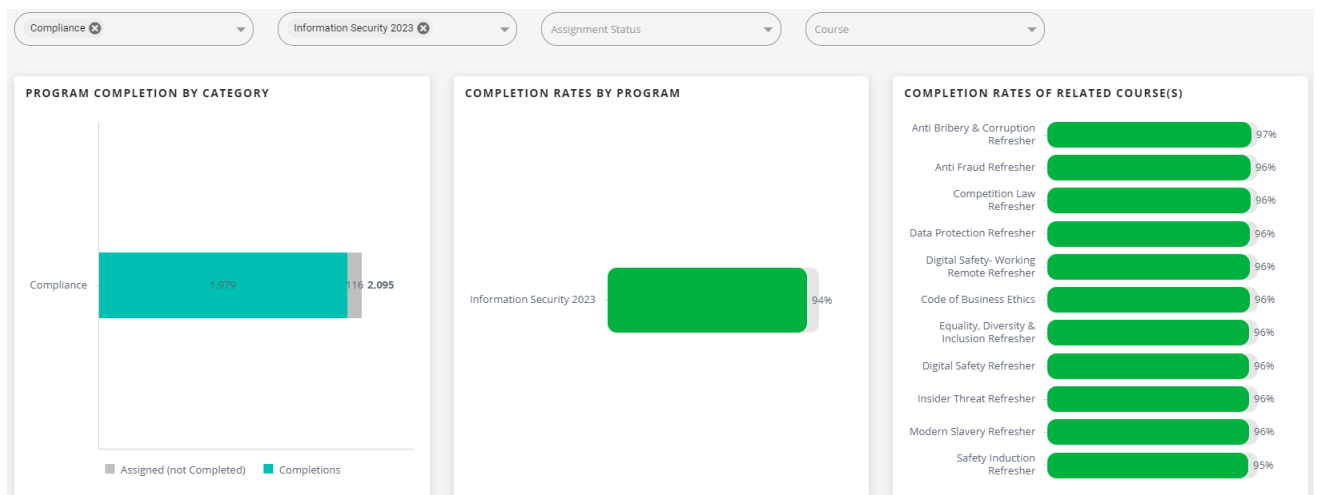 Compliance
Information Security 2023
Assignment Status
Course
PROGRAM COMPLETION BY CATEGORY
Compliance
1,979
116
2,095
Assigned (not Completed)
Completions
COMPLETION RATES BY PROGRAM
Information Security 2023
94%
COMPLETION RATES OF RELATED COURSE(S)
Anti Bribery & Corruption
Refresher
97%
Anti Fraud Refresher
96%
Competition Law
Refresher
96%
Data Protection Refresher
96%
Digital Safety- Working
Remote Refresher
96%
Code of Business Ethics
96%
Equality, Diversity &
Inclusion Refresher
96%
Digital Safety Refresher
96%
Insider Threat Refresher
96%
Modern Slavery Refresher
96%
Safety Induction
Refresher
95%